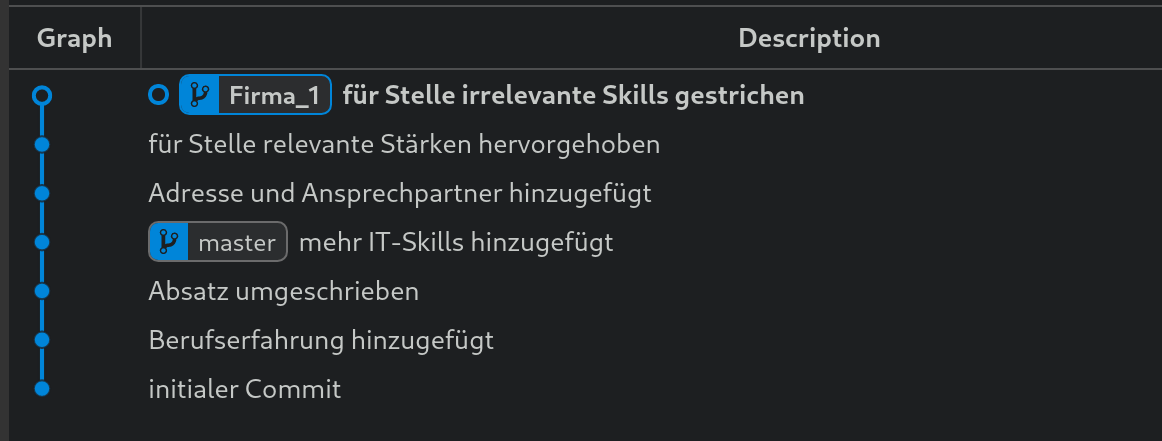 Graph Description
Firma_1 für Stelle irrelevante Skills gestrichen
für Stelle relevante Stärken hervorgehoben
Adresse und Ansprechpartner hinzugefügt
master mehr IT-Skills hinzugefügt
Absatz umgeschrieben
Berufserfahrung hinzugefügt
initialer Commit